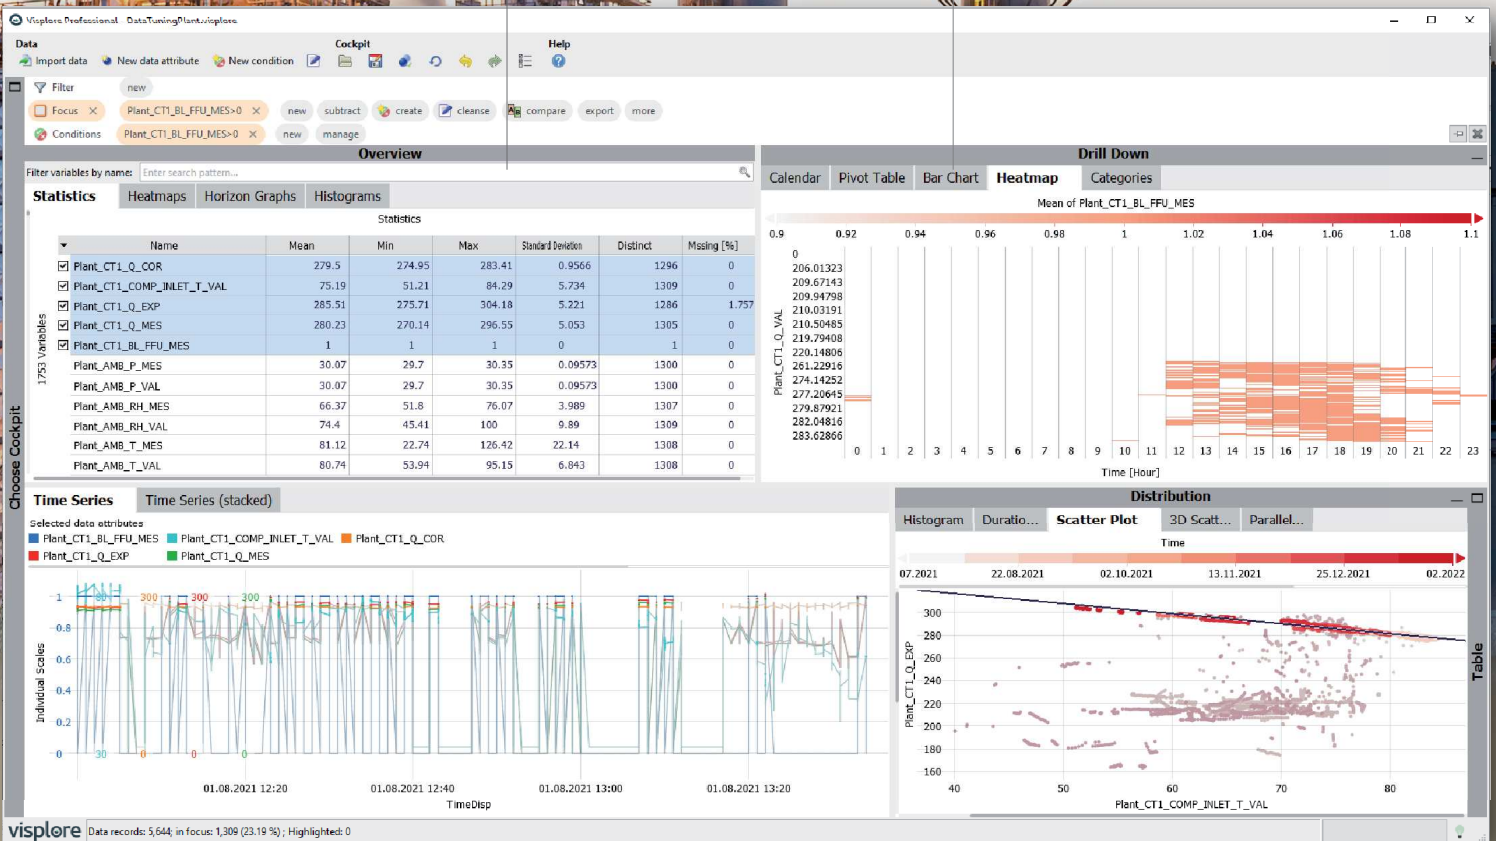 Visplore Professional - DataTuningPlant.visplore
Data
Cockpit
Help
Import data
New data attribute
New condition
Filter
new
Focus
Plant_CT1_BL_FFU_MES>0
new
subtract
create
cleanse
compare
export
more
Conditions
Plant_CT1_BL_FFU_MES>0
new
manage
Overview
Filter variables by name: Enter search pattern...
Statistics Heatmaps Horizon Graphs Histograms
Statistics
Name Mean Min Max Standard Deviation Distinct Mssing [%]
Plant_CT1_Q_COR 279.5 274.95 283.41 0.9566 1296 0
Plant_CT1_COMP_INLET_T_VAL 75.19 51.21 84.29 5.734 1309 0
Plant_CT1_Q_EXP 285.51 275.71 304.18 5.221 1286 1.757
Plant_CT1_Q_MES 280.23 270.14 296.55 5.053 1305 0
Plant_CT1_BL_FFU_MES 1 1 1 0 1 0
Plant_AMB_P_MES 30.07 29.7 30.35 0.09573 1300 0
Plant_AMB_P_VAL 30.07 29.7 30.35 0.09573 1300 0
Plant_AMB_RH_MES 66.37 51.8 76.07 3.989 1307 0
Plant_AMB_RH_VAL 74.4 45.41 100 9.89 1309 0
Plant_AMB_T_MES 81.12 22.74 126.42 22.14 1308 0
Plant_AMB_T_VAL 80.74 53.94 95.15 6.843 1308 0
1753 Variables
Choose Cockpit
Drill Down
Calendar Pivot Table Bar Chart Heatmap Categories
Mean of Plant_CT1_BL_FFU_MES
0.9 0.92 0.94 0.96 0.98 1 1.02 1.04 1.06 1.08 1.1
Plant_CT1_Q_VAL
0
206.01323
209.67143
209.94798
210.03191
210.50485
219.79408
220.14806
261.22916
274.14252
277.20645
279.87921
282.04816
283.62866
0 1 2 3 4 5 6 7 8 9 10 11 12 13 14 15 16 17 18 19 20 21 22 23
Time [Hour]
Time Series Time Series (stacked)
Selected data attributes
Plant_CT1_BL_FFU_MES Plant_CT1_COMP_INLET_T_VAL Plant_CT1_Q_COR
Plant_CT1_Q_EXP Plant_CT1_Q_MES
Individual Scales
1 80 300 300 300
0.8
0.6
0.4
0.2
0 30 0 0 0
01.08.2021 12:20 01.08.2021 12:40 01.08.2021 13:00 01.08.2021 13:20
TimeDisp
Distribution
Histogram Duratio... Scatter Plot 3D Scatt... Parallel...
Time
07.2021 22.08.2021 02.10.2021 13.11.2021 25.12.2021 02.2022
Plant_CT1_Q_EXP
300
280
260
240
220
200
180
160
40 50 60 70 80
Plant_CT1_COMP_INLET_T_VAL
Table
visplore Data records: 5,644; in focus: 1,309 (23.19 %) ; Highlighted: 0